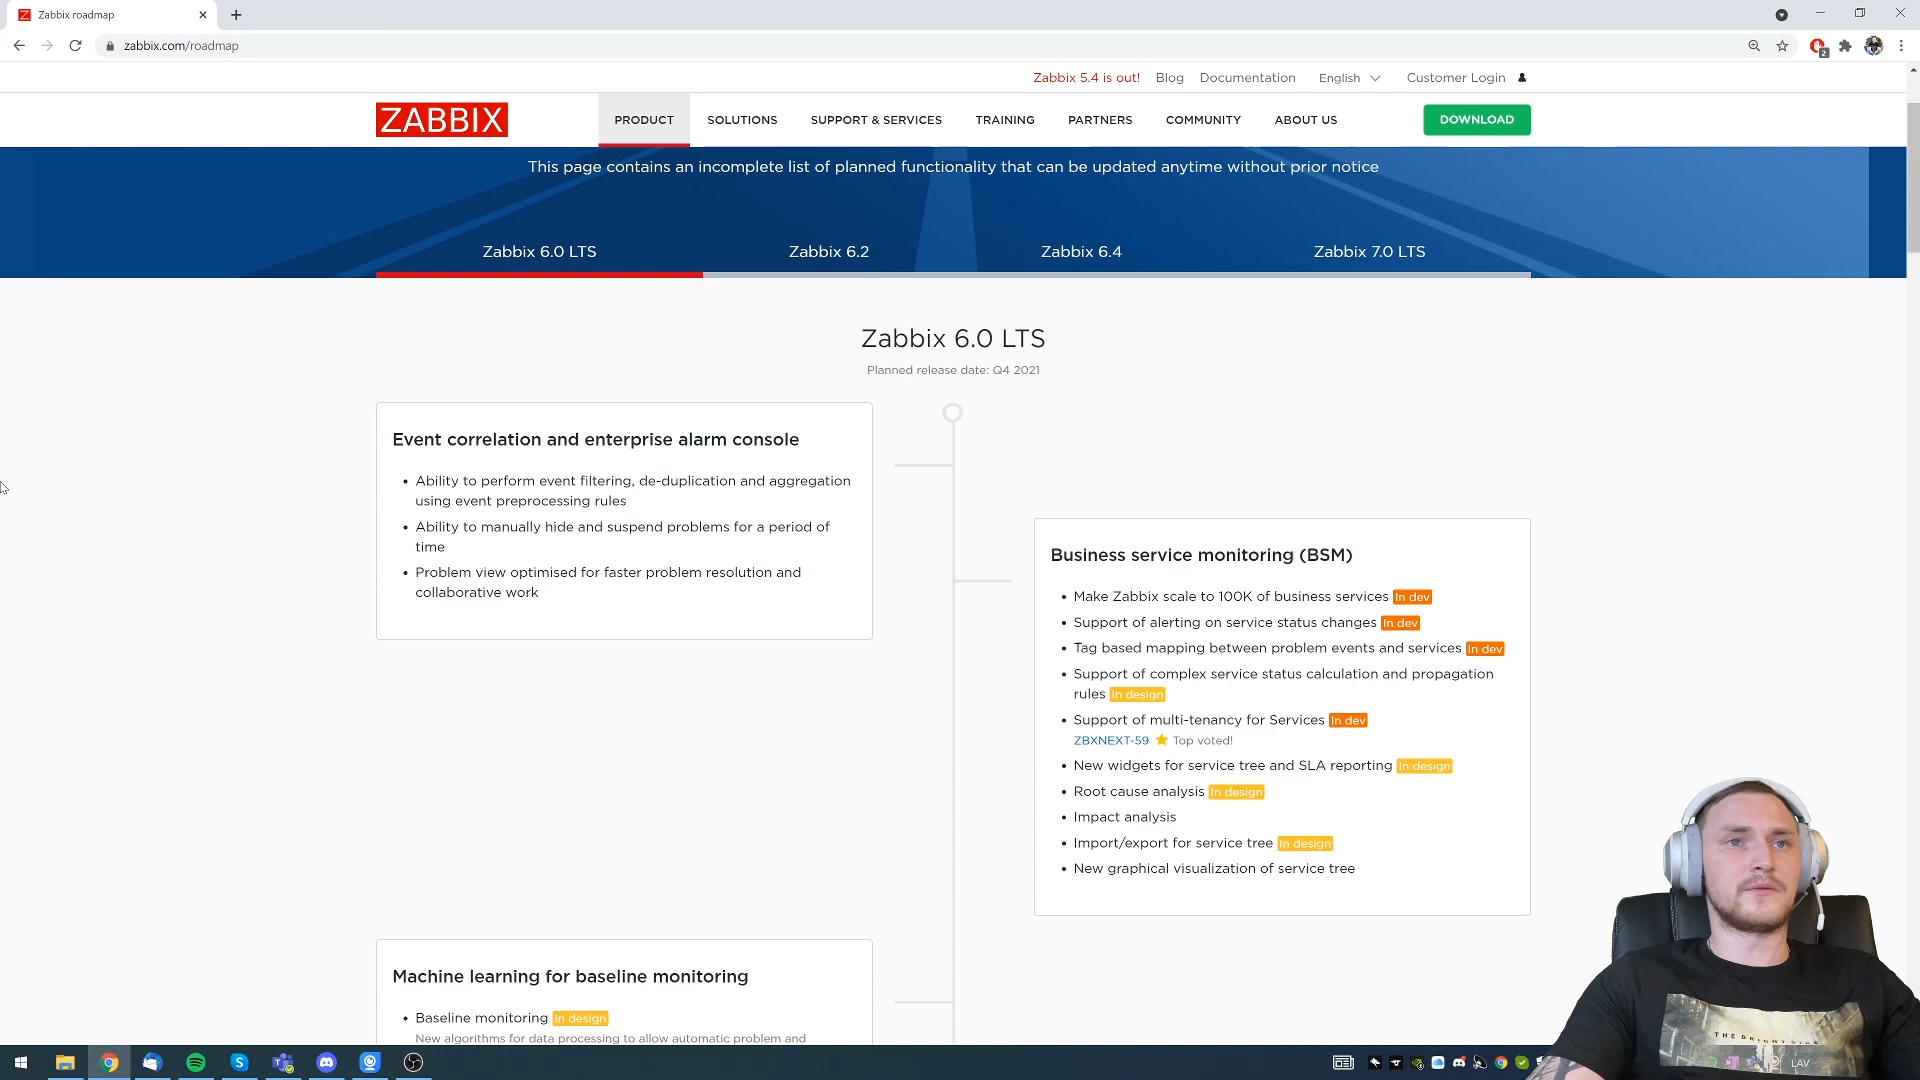 Zabbix roadmap
zabbix.com/roadmap
2
Zabbix 5.4 is out! Blog Documentation English Customer Login
ZABBIX PRODUCT SOLUTIONS SUPPORT & SERVICES TRAINING PARTNERS COMMUNITY ABOUT US DOWNLOAD
This page contains an incomplete list of planned functionality that can be updated anytime without prior notice
Zabbix 6.0 LTS Zabbix 6.2 Zabbix 6.4 Zabbix 7.0 LTS
Zabbix 6.0 LTS
Planned release date: Q4 2021
Event correlation and enterprise alarm console
• Ability to perform event filtering, de-duplication and aggregation
using event preprocessing rules
• Ability to manually hide and suspend problems for a period of
time
• Problem view optimised for faster problem resolution and
collaborative work
Business service monitoring (BSM)
• Make Zabbix scale to 100K of business services In dev
• Support of alerting on service status changes In dev
• Tag based mapping between problem events and services In dev
• Support of complex service status calculation and propagation
rules In design
• Support of multi-tenancy for Services In dev
ZBXNEXT-59 Top voted!
• New widgets for service tree and SLA reporting In design
• Root cause analysis In design
• Impact analysis
• Import/export for service tree In design
• New graphical visualization of service tree
Machine learning for baseline monitoring
• Baseline monitoring In design
New algorithms for data processing to allow automatic problem and
LAV